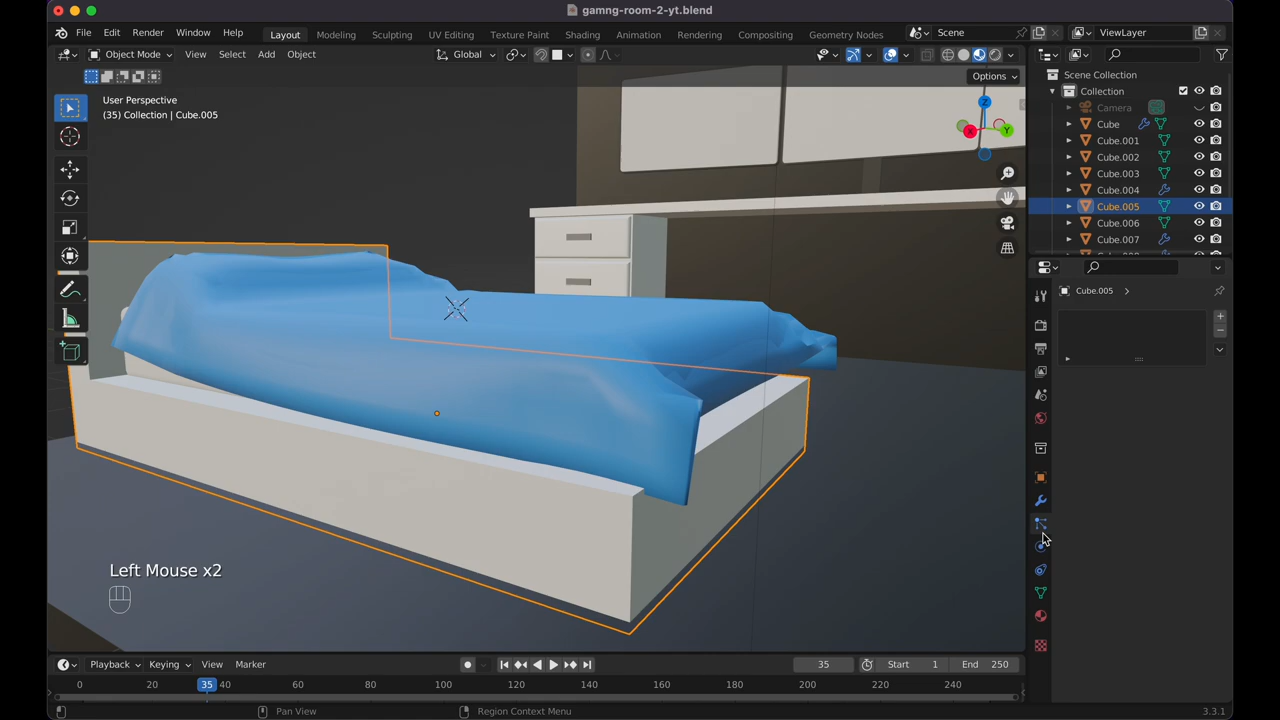 gamng-room-2-yt.blend
File Edit Render Window Help Layout Modeling Sculpting UV Editing Texture Paint Shading Animation Rendering Compositing Geometry Nodes Scene ViewLayer
Object Mode View Select Add Object Global
Options
User Perspective
(35) Collection | Cube.005
X
Y
Z
Scene Collection
Collection
Camera
Cube
Cube.001
Cube.002
Cube.003
Cube.004
Cube.005
Cube.006
Cube.007
Cube.005
Left Mouse x2
Playback Keying View Marker 35 Start 1 End 250
0 20 35 40 60 80 100 120 140 160 180 200 220 240
Pan View Region Context Menu 3.3.1